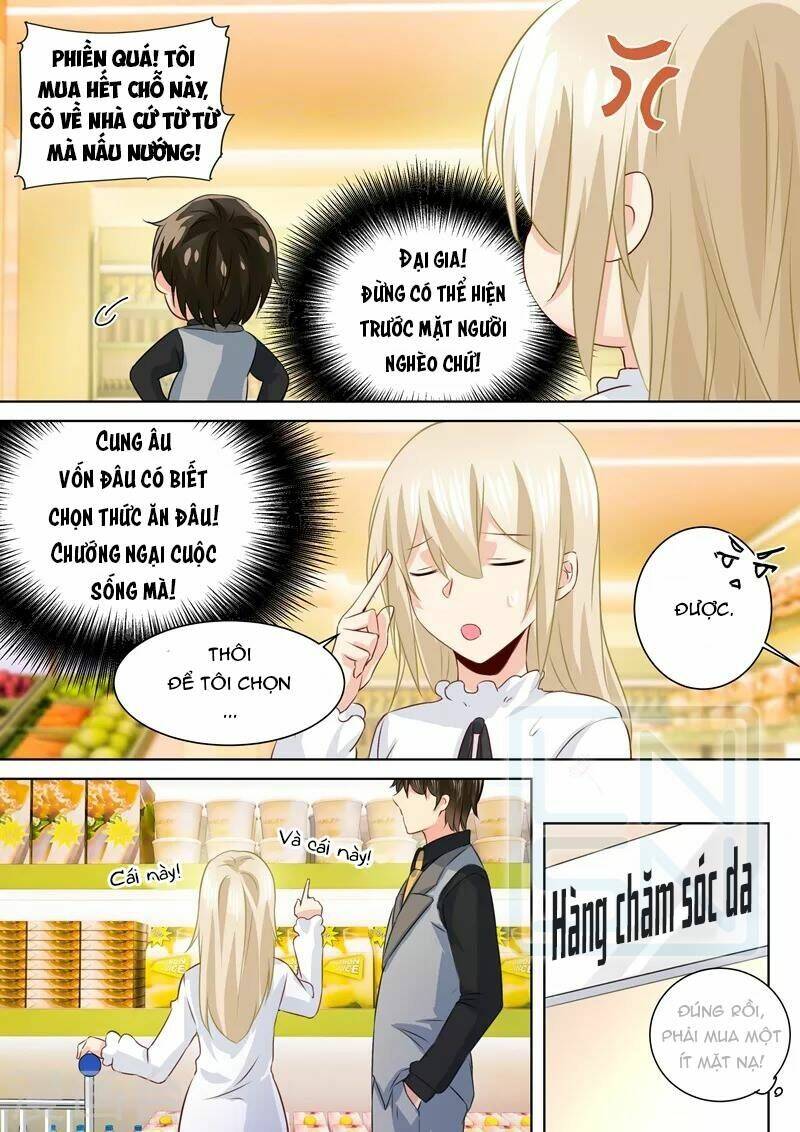 PHIỀN QUÁ! TÔI
MUA HẾT CHỖ NÀY,
CÔ VỀ NHÀ CỨ TỪ TỪ
MÀ NẤU NƯỚNG!
ĐẠI GIA!
ĐỪNG CÓ THỂ HIỆN
TRƯỚC MẶT NGƯỜI
NGHÈO CHỨ!
CUNG ÂU
VỐN ĐÂU CÓ BIẾT
CHỌN THỨC ĂN ĐÂU!
CHƯỚNG NGẠI CUỘC
SỐNG MÀ!
THÔI
ĐỂ TÔI CHỌN
...
ĐƯỢC.
Cái này!
Và cái này!
Hàng chăm sóc da
ĐÚNG RỒI,
PHẢI MUA MỘT
ÍT MẶT NẠ!